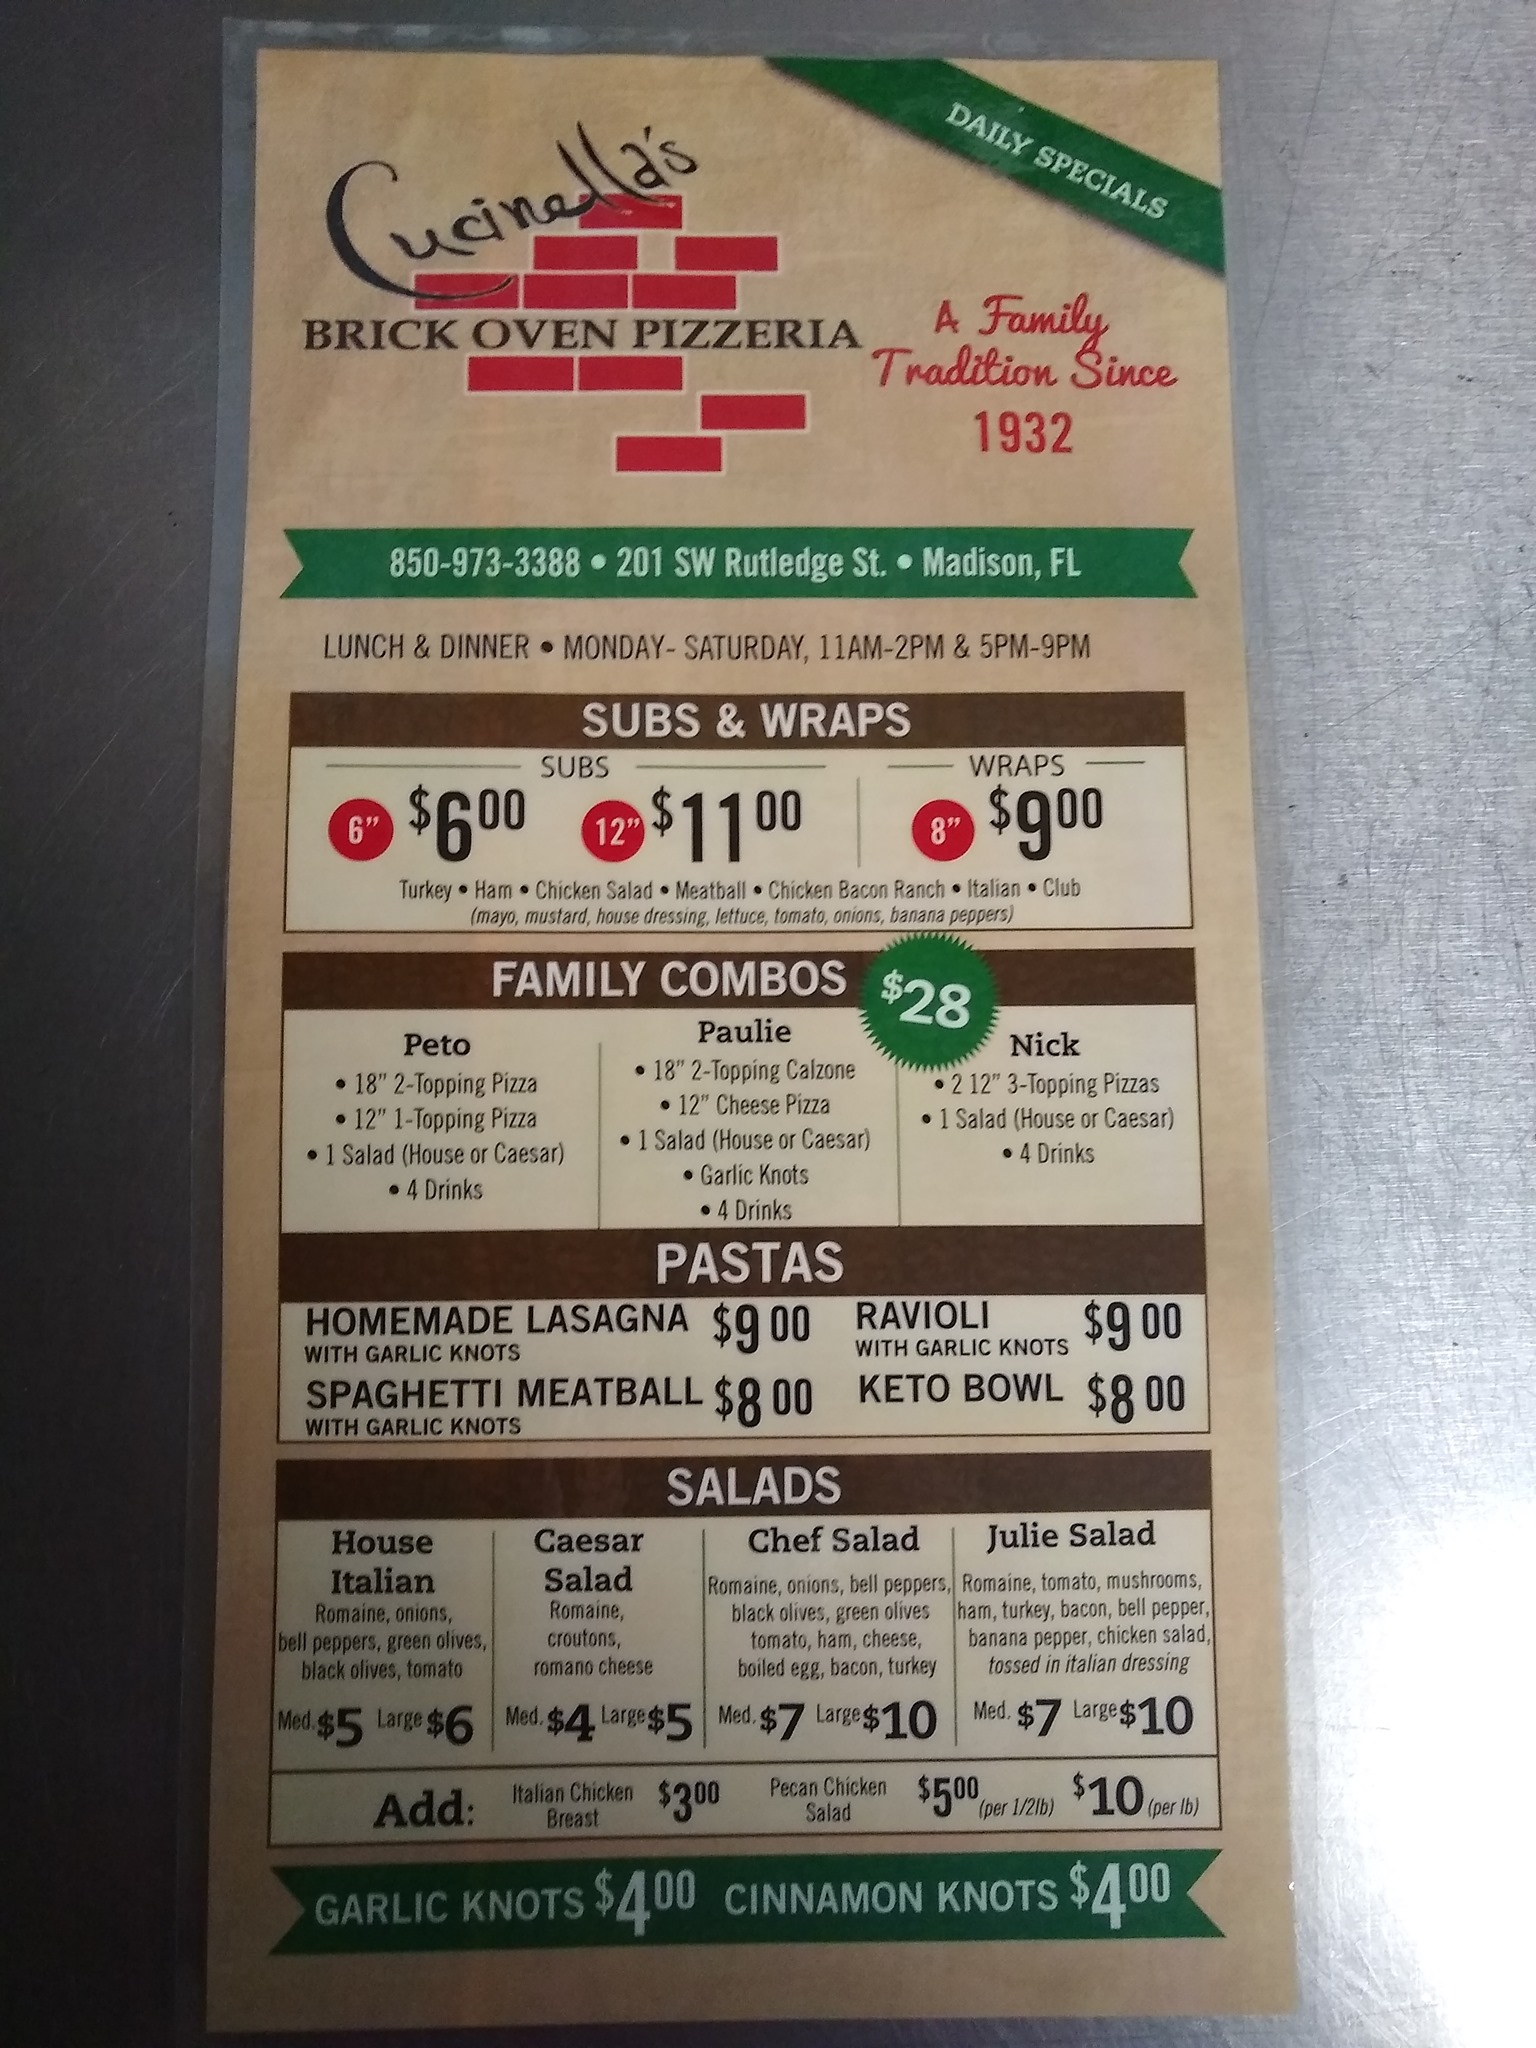 DAILY SPECIALS
Cucinella's
BRICK OVEN PIZZERIA
A Family
Tradition Since
1932
850-973-3388 • 201 SW Rutledge St. • Madison, FL
LUNCH & DINNER • MONDAY- SATURDAY, 11AM-2PM & 5PM-9PM
SUBS & WRAPS
SUBS
6" $6.00 12" $11.00
WRAPS
8" $9.00
Turkey • Ham • Chicken Salad • Meatball • Chicken Bacon Ranch • Italian • Club
(mayo, mustard, house dressing, lettuce, tomato, onions, banana peppers)
FAMILY COMBOS $28
Peto
• 18" 2-Topping Pizza
• 12" 1-Topping Pizza
• 1 Salad (House or Caesar)
• 4 Drinks
Paulie
• 18" 2-Topping Calzone
• 12" Cheese Pizza
• 1 Salad (House or Caesar)
• Garlic Knots
• 4 Drinks
Nick
• 2 12" 3-Topping Pizzas
• 1 Salad (House or Caesar)
• 4 Drinks
PASTAS
HOMEMADE LASAGNA $9 00
WITH GARLIC KNOTS
RAVIOLI $9 00
WITH GARLIC KNOTS
SPAGHETTI MEATBALL $8 00
WITH GARLIC KNOTS
KETO BOWL $8 00
SALADS
House
Italian
Romaine, onions,
bell peppers, green olives,
black olives, tomato
Med. $5 Large $6
Caesar
Salad
Romaine,
croutons,
romano cheese
Med. $4 Large $5
Chef Salad
Romaine, onions, bell peppers,
black olives, green olives
tomato, ham, cheese,
boiled egg, bacon, turkey
Med. $7 Large $10
Julie Salad
Romaine, tomato, mushrooms,
ham, turkey, bacon, bell pepper,
banana pepper, chicken salad,
tossed in italian dressing
Med. $7 Large $10
Add:
Italian Chicken
Breast
$3 00
Pecan Chicken
Salad
$5 00 (per 1/2lb) $10 (per lb)
GARLIC KNOTS $4 00 CINNAMON KNOTS $4 00